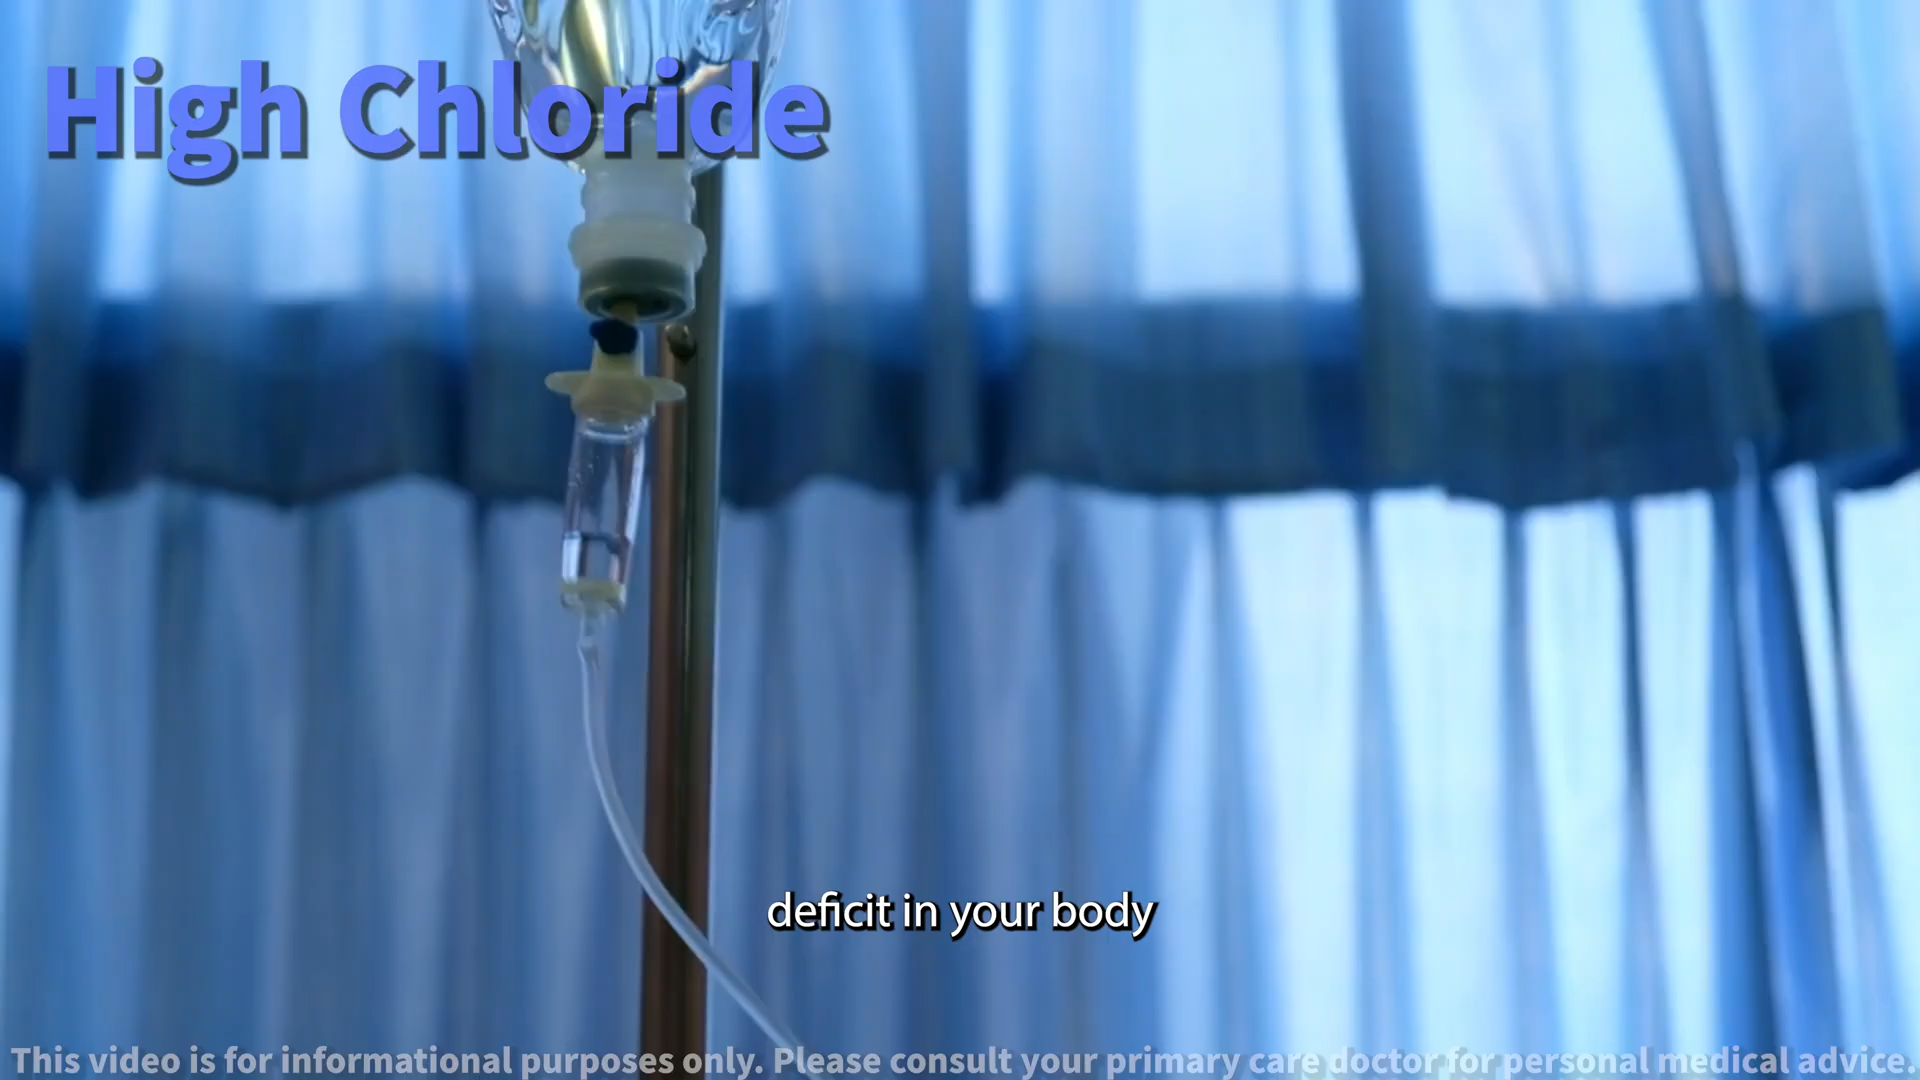 High Chloride
deficit in your body
This video is for informational purposes only. Please consult your primary care doctor for personal medical advice.